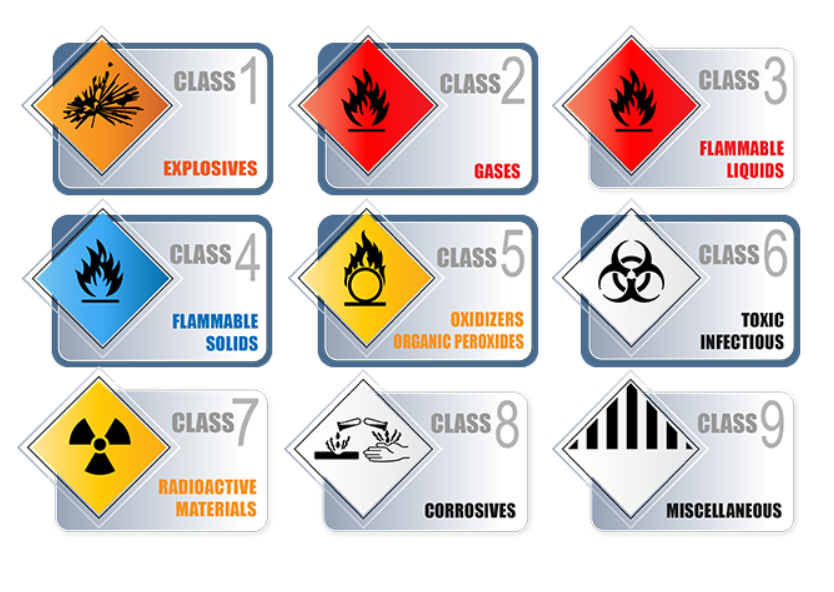 CLASS 1
EXPLOSIVES
CLASS 2
GASES
CLASS 3
FLAMMABLE
LIQUIDS
CLASS 4
FLAMMABLE
SOLIDS
CLASS 5
OXIDIZERS
ORGANIC PEROXIDES
CLASS 6
TOXIC
INFECTIOUS
CLASS 7
RADIOACTIVE
MATERIALS
CLASS 8
CORROSIVES
CLASS 9
MISCELLANEOUS